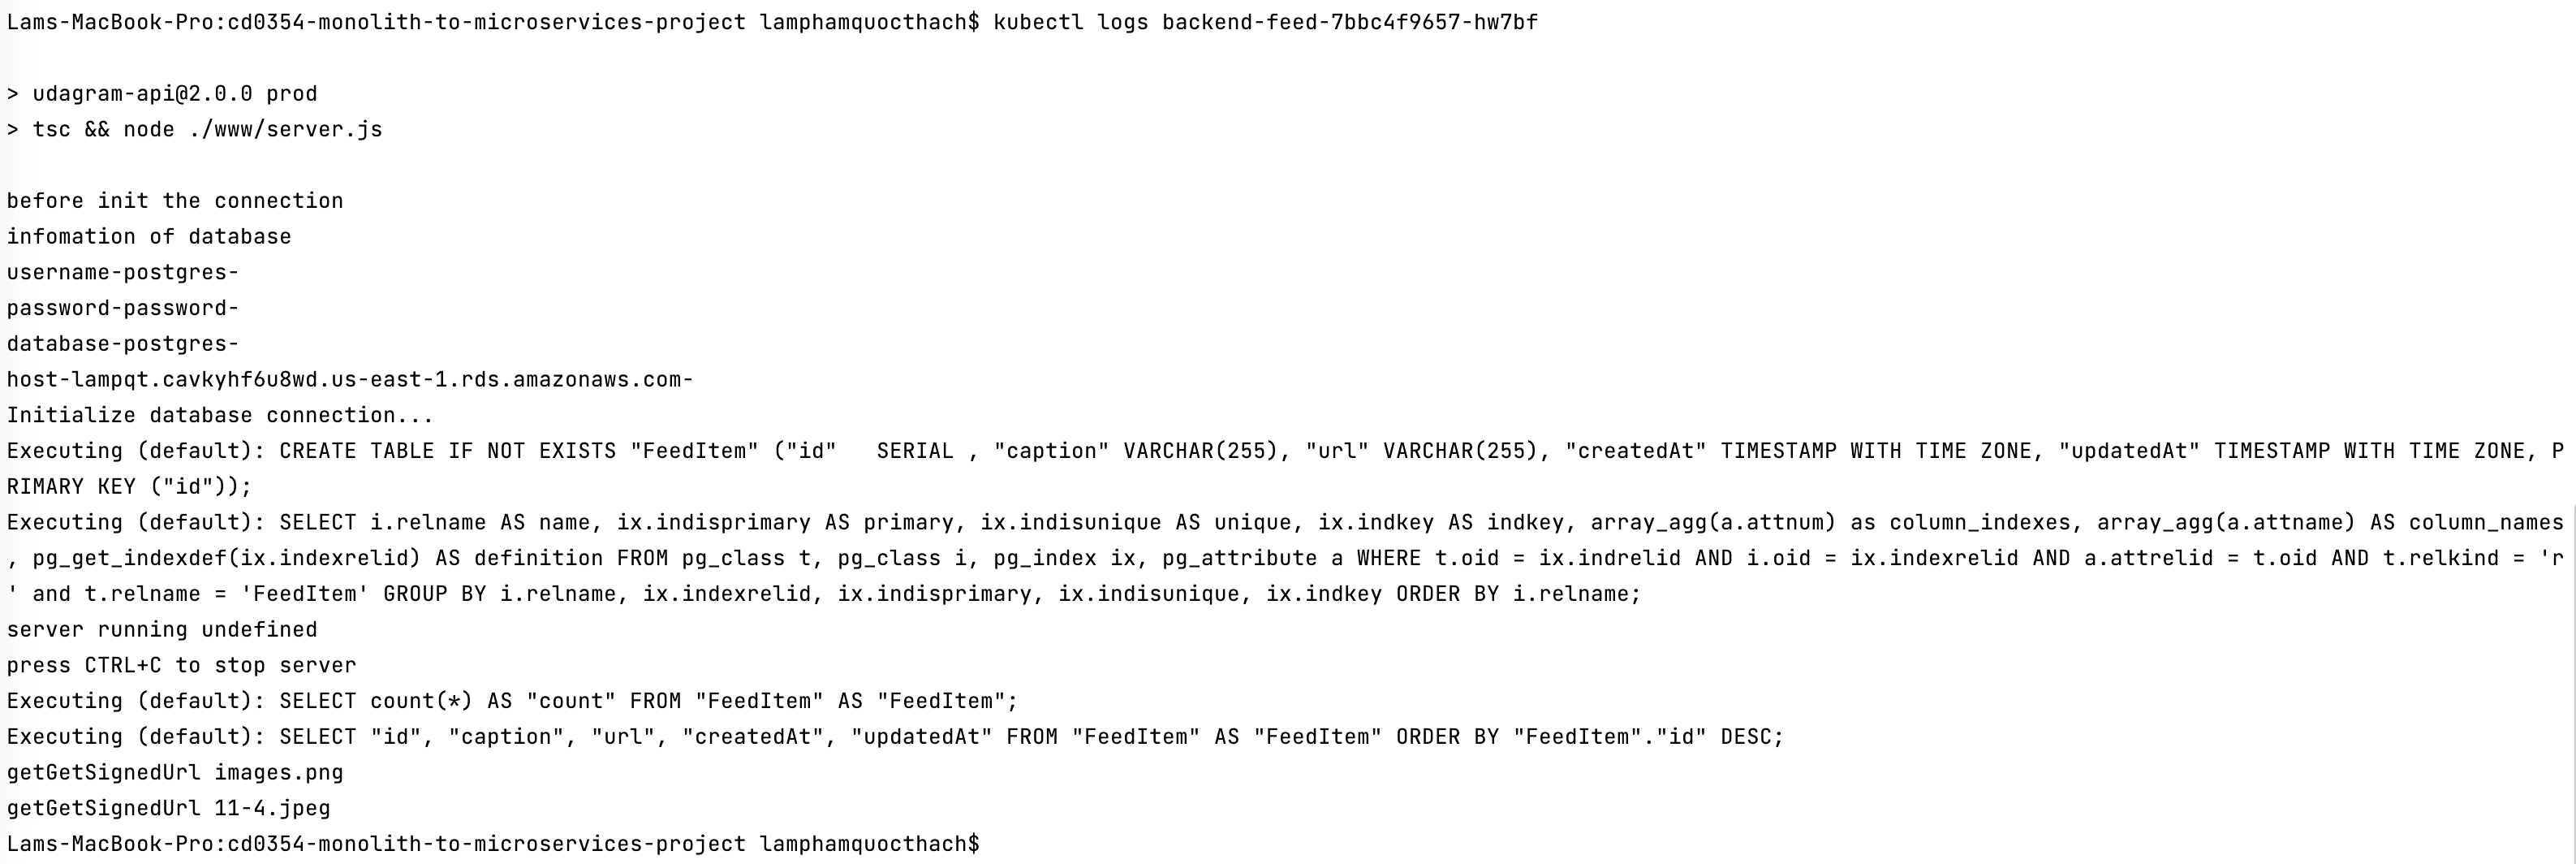 Lams-MacBook-Pro:cd0354-monolith-to-microservices-project lamphamquocthach$ kubectl logs backend-feed-7bbc4f9657-hw7bf
> udagram-api@2.0.0 prod
> tsc && node ./www/server.js
before init the connection
infomation of database
username-postgres-
password-password-
database-postgres-
host-lampqt.cavkyhf6u8wd.us-east-1.rds.amazonaws.com-
Initialize database connection...
Executing (default): CREATE TABLE IF NOT EXISTS "FeedItem" ("id"   SERIAL , "caption" VARCHAR(255), "url" VARCHAR(255), "createdAt" TIMESTAMP WITH TIME ZONE, "updatedAt" TIMESTAMP WITH TIME ZONE, P
RIMARY KEY ("id"));
Executing (default): SELECT i.relname AS name, ix.indisprimary AS primary, ix.indisunique AS unique, ix.indkey AS indkey, array_agg(a.attnum) as column_indexes, array_agg(a.attname) AS column_names
, pg_get_indexdef(ix.indexrelid) AS definition FROM pg_class t, pg_class i, pg_index ix, pg_attribute a WHERE t.oid = ix.indrelid AND i.oid = ix.indexrelid AND a.attrelid = t.oid AND t.relkind = 'r
' and t.relname = 'FeedItem' GROUP BY i.relname, ix.indexrelid, ix.indisprimary, ix.indisunique, ix.indkey ORDER BY i.relname;
server running undefined
press CTRL+C to stop server
Executing (default): SELECT count(*) AS "count" FROM "FeedItem" AS "FeedItem";
Executing (default): SELECT "id", "caption", "url", "createdAt", "updatedAt" FROM "FeedItem" AS "FeedItem" ORDER BY "FeedItem"."id" DESC;
getGetSignedUrl images.png
getGetSignedUrl 11-4.jpeg
Lams-MacBook-Pro:cd0354-monolith-to-microservices-project lamphamquocthach$